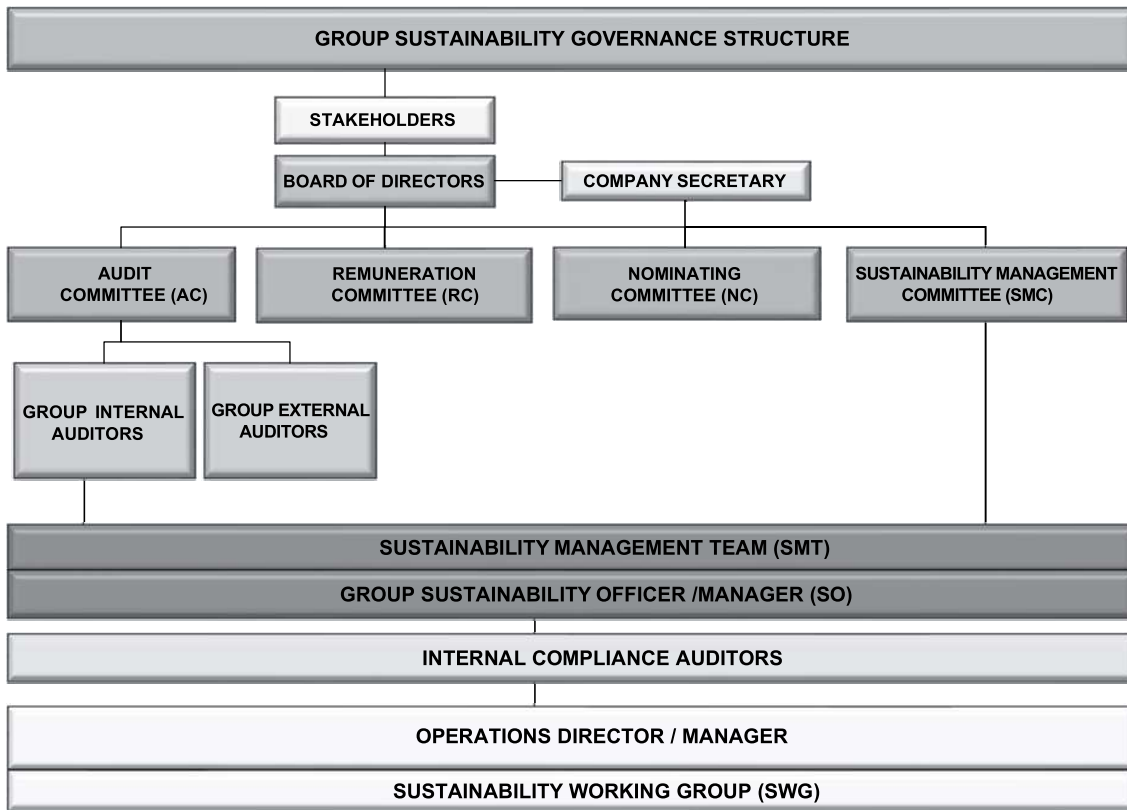 GROUP SUSTAINABILITY GOVERNANCE STRUCTURE
STAKEHOLDERS
BOARD OF DIRECTORS
COMPANY SECRETARY
AUDIT
COMMITTEE (AC)
REMUNERATION
COMMITTEE (RC)
NOMINATING
COMMITTEE (NC)
SUSTAINABILITY MANAGEMENT
COMMITTEE (SMC)
GROUP INTERNAL
AUDITORS
GROUP EXTERNAL
AUDITORS
SUSTAINABILITY MANAGEMENT TEAM (SMT)
GROUP SUSTAINABILITY OFFICER /MANAGER (SO)
INTERNAL COMPLIANCE AUDITORS
OPERATIONS DIRECTOR / MANAGER
SUSTAINABILITY WORKING GROUP (SWG)